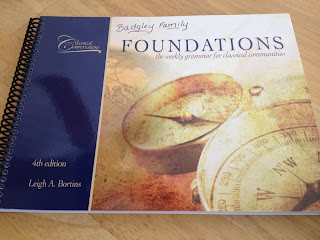 Badgley Family
Classical
Conversations
FOUNDATIONS
the weekly grammar for classical communities
4th edition
Leigh A. Bortins
W